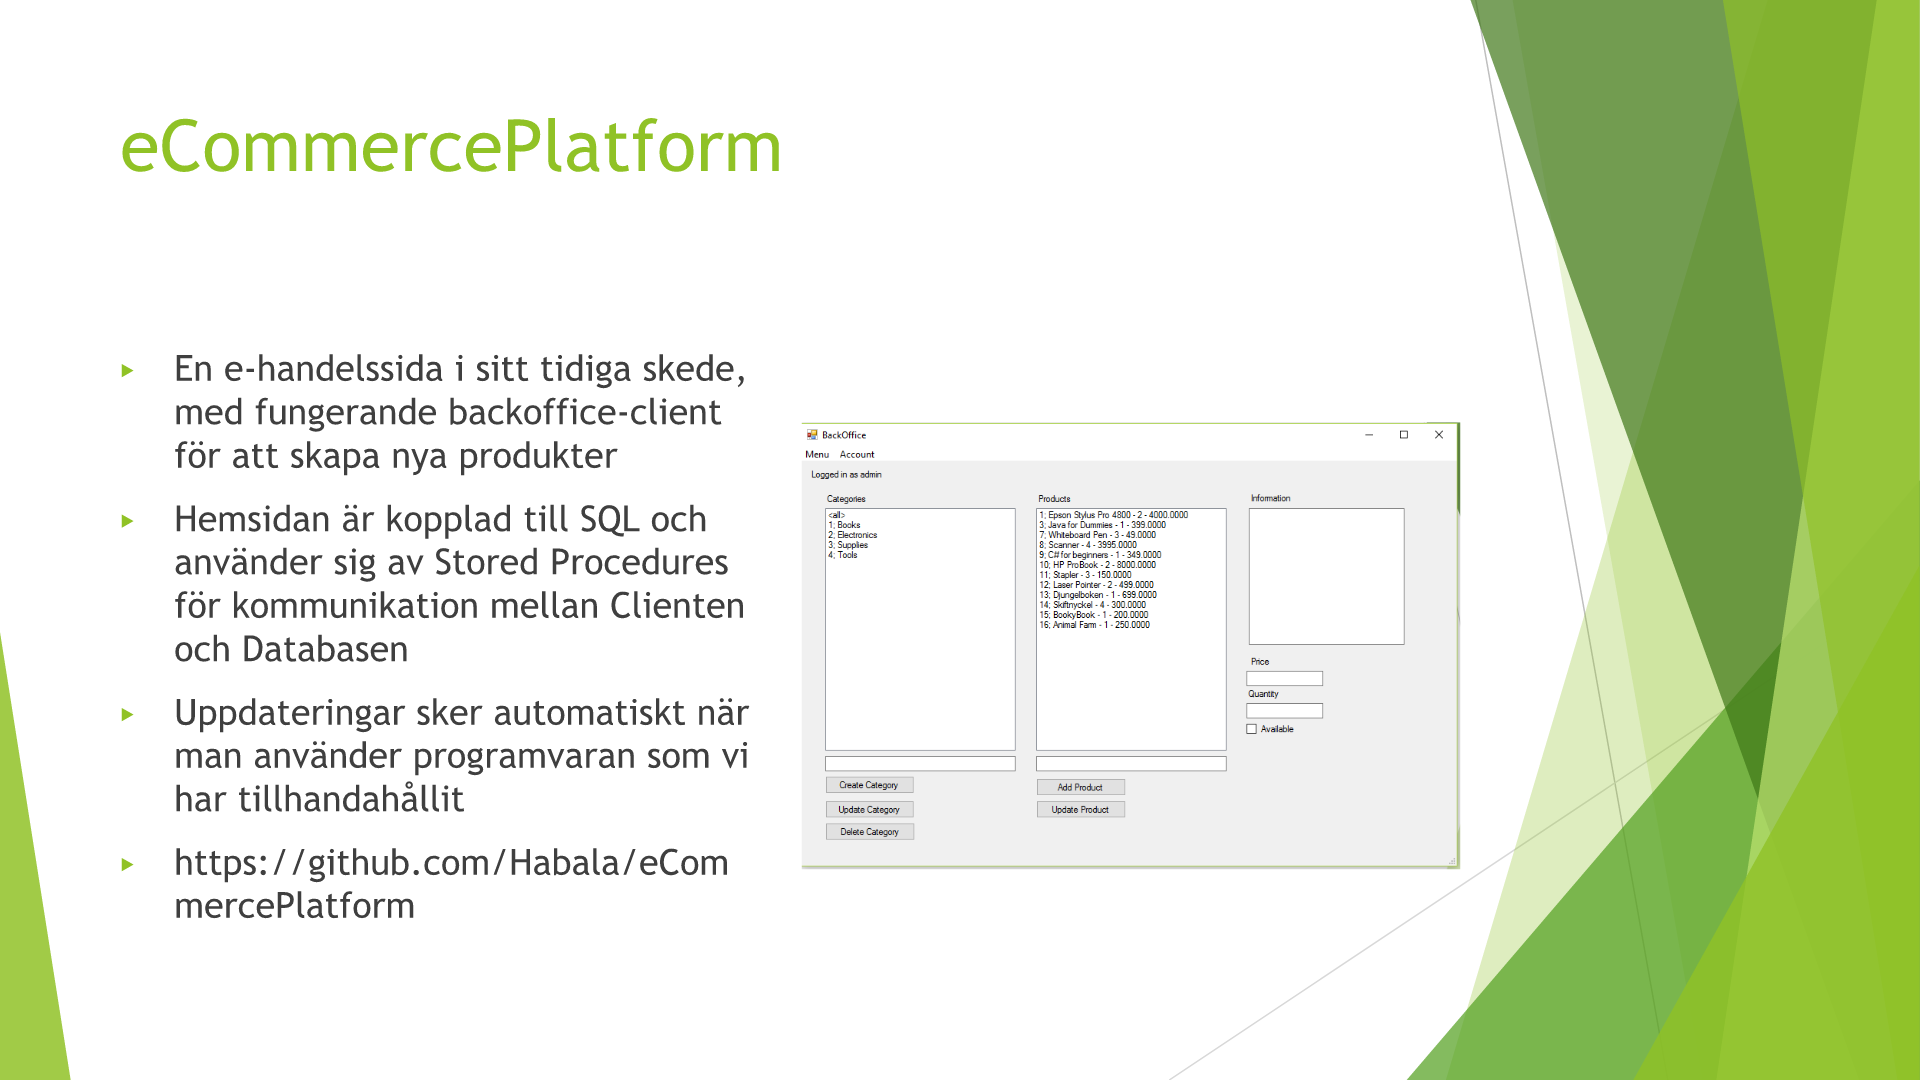 eCommercePlatform
En e-handelssida i sitt tidiga skede,
med fungerande backoffice-client
för att skapa nya produkter
Hemsidan är kopplad till SQL och
använder sig av Stored Procedures
för kommunikation mellan Clienten
och Databasen
Uppdateringar sker automatiskt när
man använder programvaran som vi
har tillhandahållit
https://github.com/Habala/eCom
mercePlatform
BackOffice
Menu Account
Logged in as admin
Categories
<all>
1; Books
2; Electronics
3; Supplies
4; Tools
Create Category
Update Category
Delete Category
Products
1; Epson Stylus Pro 4800 - 2 - 4000.0000
3; Java for Dummies - 1 - 399.0000
7; Whiteboard Pen - 3 - 49.0000
8; Scanner - 4 - 3995.0000
9; C# for beginners - 1 - 349.0000
10; HP ProBook - 2 - 8000.0000
11; Stapler - 3 - 150.0000
12; Laser Pointer - 2 - 499.0000
13; Djungelboken - 1 - 699.0000
14; Skiftnyckel - 4 - 300.0000
15; BookyBook - 1 - 200.0000
16; Animal Farm - 1 - 250.0000
Add Product
Update Product
Information
Price
Quantity
Available